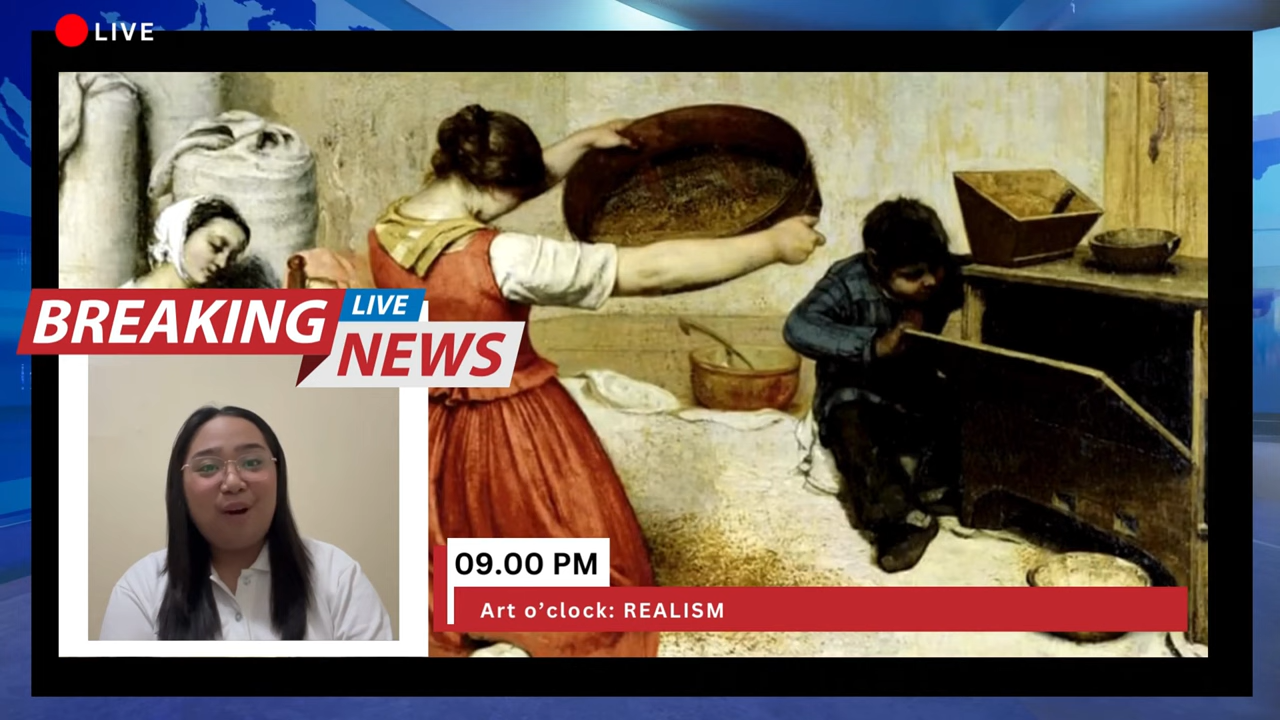 LIVE
BREAKING
LIVE
NEWS
09.00 PM
Art o’clock: REALISM